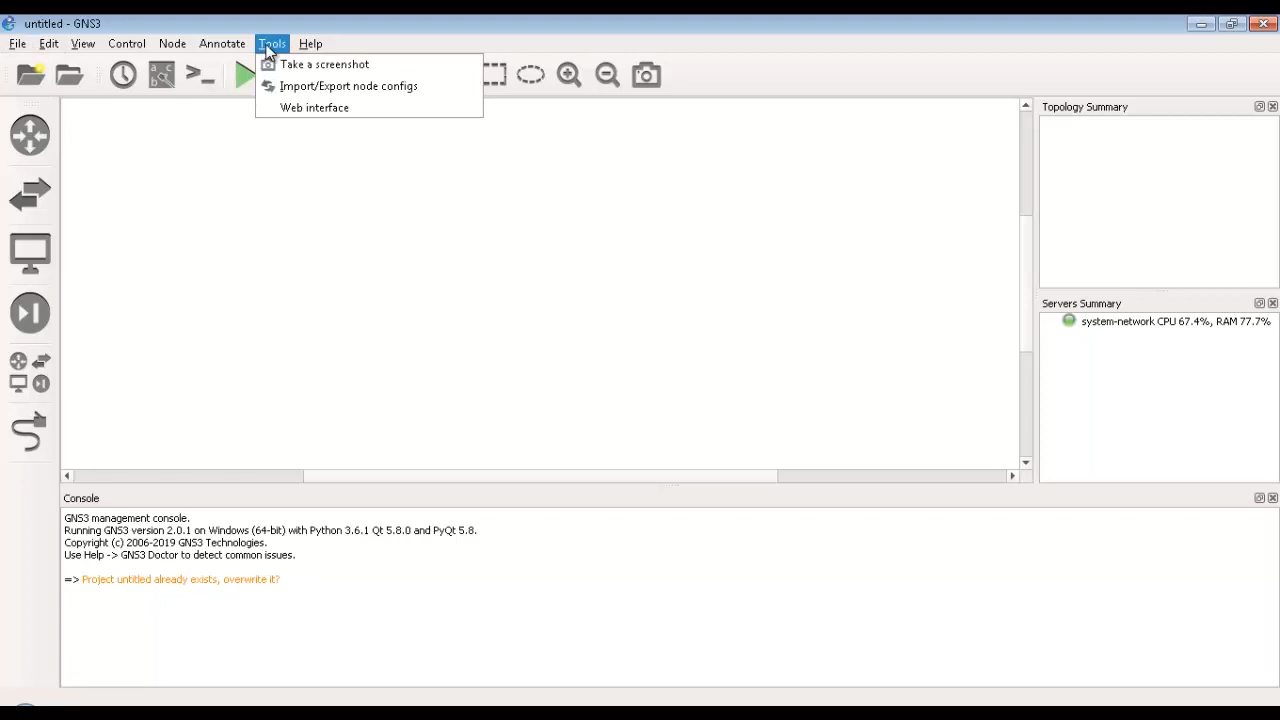 untitled - GNS3
File Edit View Control Node Annotate Tools Help
Take a screenshot
Import/Export node configs
Web interface
Topology Summary
Servers Summary
system-network CPU 67.4%, RAM 77.7%
Console
GNS3 management console.
Running GNS3 version 2.0.1 on Windows (64-bit) with Python 3.6.1 Qt 5.8.0 and PyQt 5.8.
Copyright (c) 2006-2019 GNS3 Technologies.
Use Help -> GNS3 Doctor to detect common issues.
=> Project untitled already exists, overwrite it?